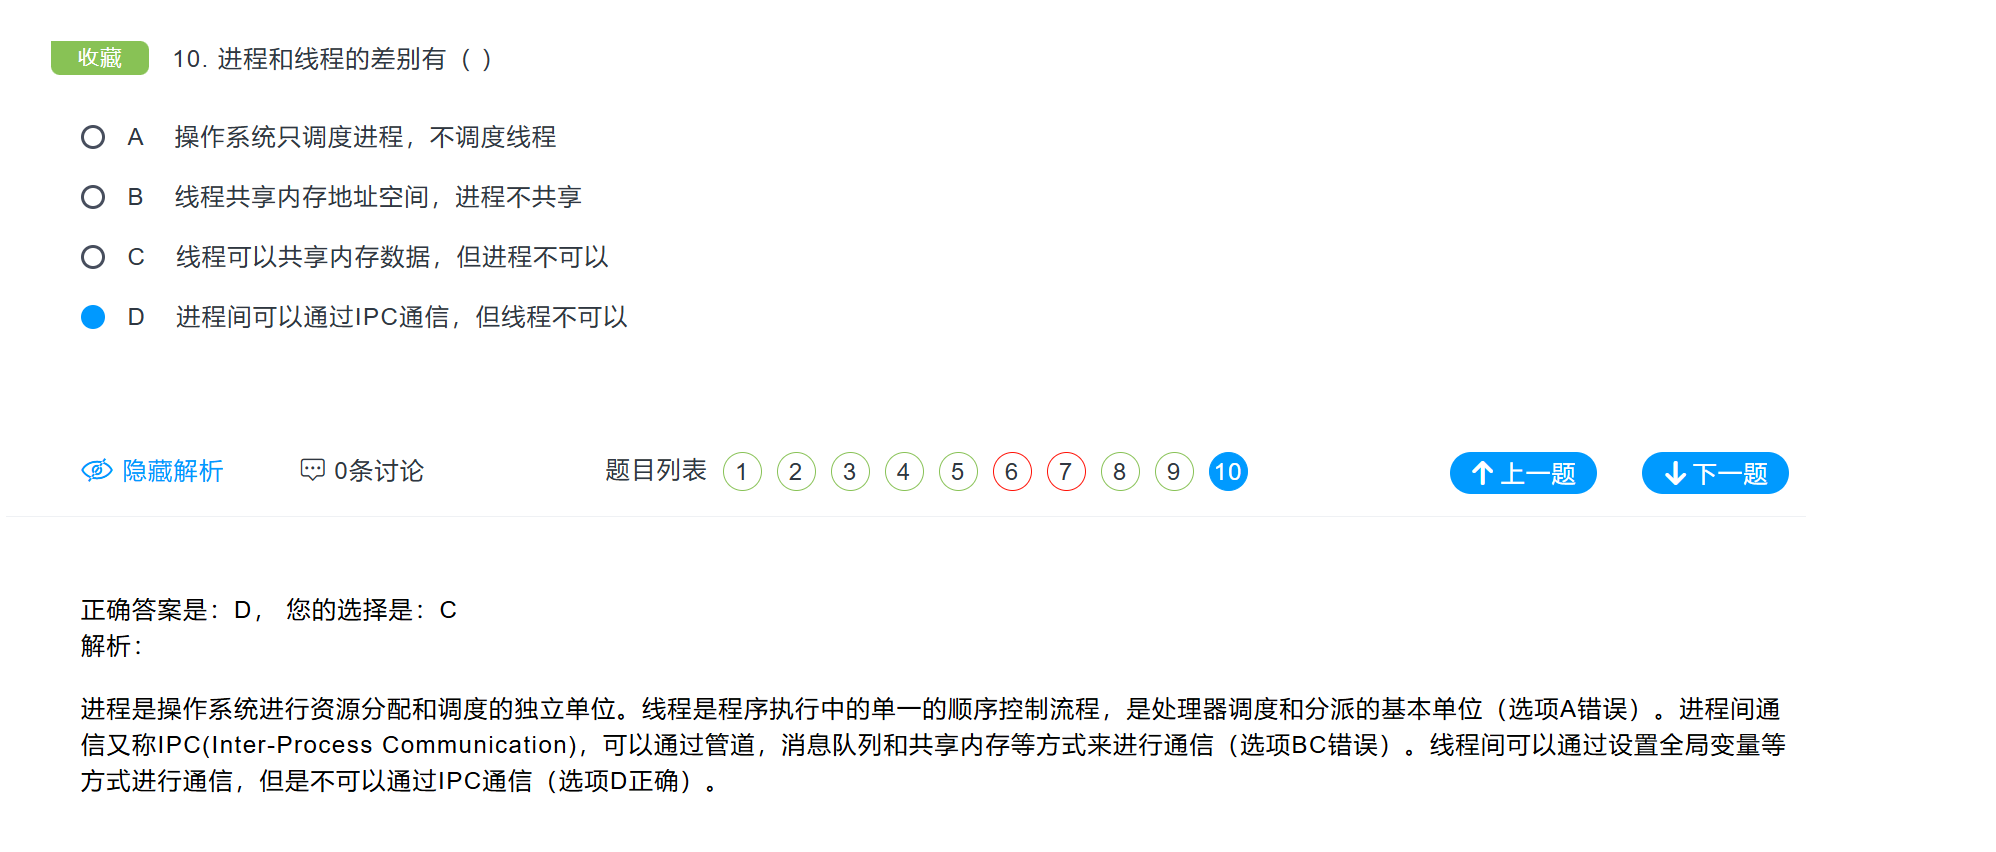 收藏 10. 进程和线程的差别有（ ）
A 操作系统只调度进程，不调度线程
B 线程共享内存地址空间，进程不共享
C 线程可以共享内存数据，但进程不可以
D 进程间可以通过IPC通信，但线程不可以
隐藏解析 0条讨论 题目列表 1 2 3 4 5 6 7 8 9 10 上一题 下一题
正确答案是：D， 您的选择是：C
解析：
进程是操作系统进行资源分配和调度的独立单位。线程是程序执行中的单一的顺序控制流程，是处理器调度和分派的基本单位（选项A错误）。进程间通
信又称IPC(Inter-Process Communication)，可以通过管道，消息队列和共享内存等方式来进行通信（选项BC错误）。线程间可以通过设置全局变量等
方式进行通信，但是不可以通过IPC通信（选项D正确）。